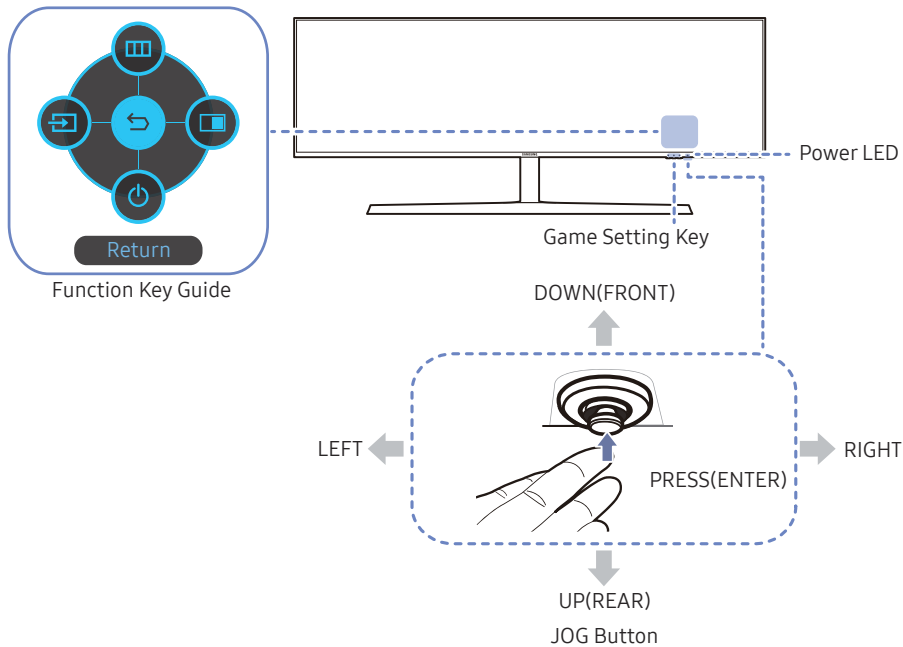 Return
Function Key Guide
SAMSUNG
Power LED
Game Setting Key
DOWN(FRONT)
LEFT
RIGHT
PRESS(ENTER)
UP(REAR)
JOG Button